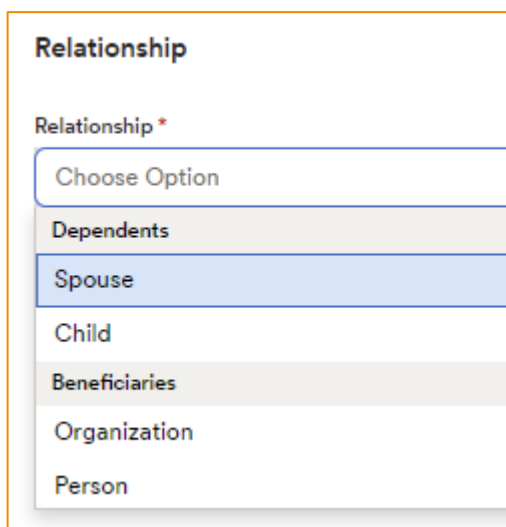 Relationship
Relationship *
Choose Option
Dependents
Spouse
Child
Beneficiaries
Organization
Person